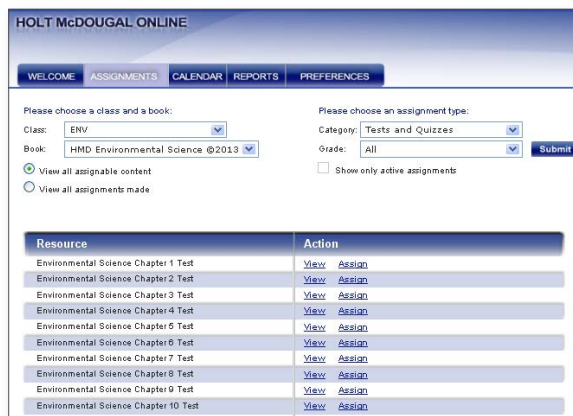 HOLT McDOUGAL ONLINE
WELCOME ASSIGNMENTS CALENDAR REPORTS PREFERENCES
Please choose a class and a book:
Class: ENV
Book: HMD Environmental Science ©2013
View all assignable content
View all assignments made
Please choose an assignment type:
Category: Tests and Quizzes
Grade: All Submit
Show only active assignments
Resource Action
Environmental Science Chapter 1 Test View Assign
Environmental Science Chapter 2 Test View Assign
Environmental Science Chapter 3 Test View Assign
Environmental Science Chapter 4 Test View Assign
Environmental Science Chapter 5 Test View Assign
Environmental Science Chapter 6 Test View Assign
Environmental Science Chapter 7 Test View Assign
Environmental Science Chapter 8 Test View Assign
Environmental Science Chapter 9 Test View Assign
Environmental Science Chapter 10 Test View Assign